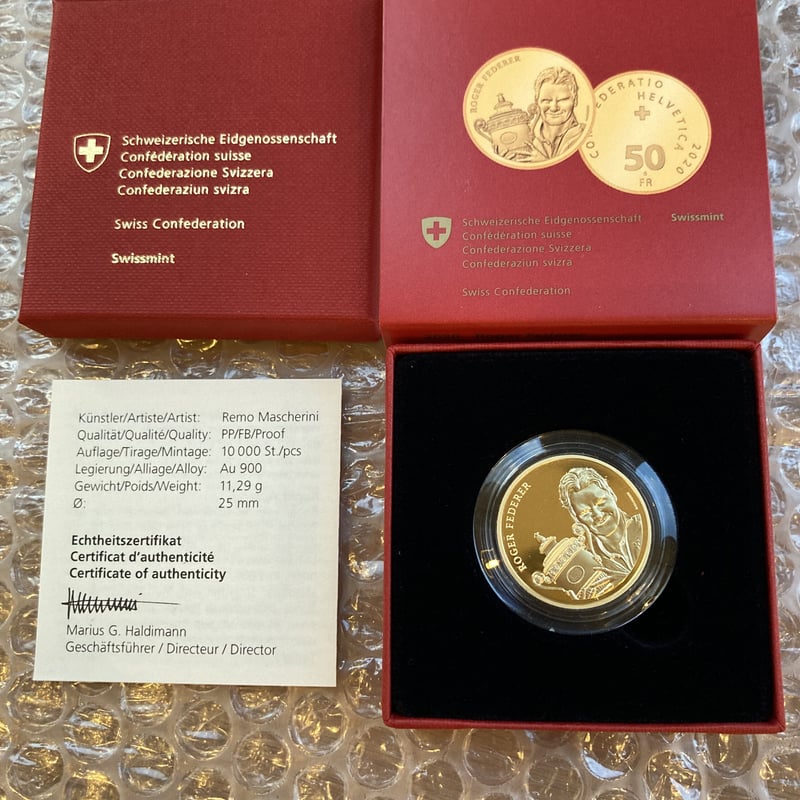 Schweizerische Eidgenossenschaft
Confédération suisse
Confederazione Svizzera
Confederaziun svizra
Swiss Confederation
Swissmint
ROGER FEDERER
CONFŒDERATIO HELVETICA 2020
50
FR
Schweizerische Eidgenossenschaft Swissmint
Confédération suisse
Confederazione Svizzera
Confederaziun svizra
Swiss Confederation
Künstler/Artiste/Artist: Remo Mascherini
Qualität/Qualité/Quality: PP/FB/Proof
Auflage/Tirage/Mintage: 10 000 St./pcs
Legierung/Alliage/Alloy: Au 900
Gewicht/Poids/Weight: 11,29 g
Ø: 25 mm
Echtheitszertifikat
Certificat d'authenticité
Certificate of authenticity
Marius G. Haldimann
Geschäftsführer / Directeur / Director
ROGER FEDERER